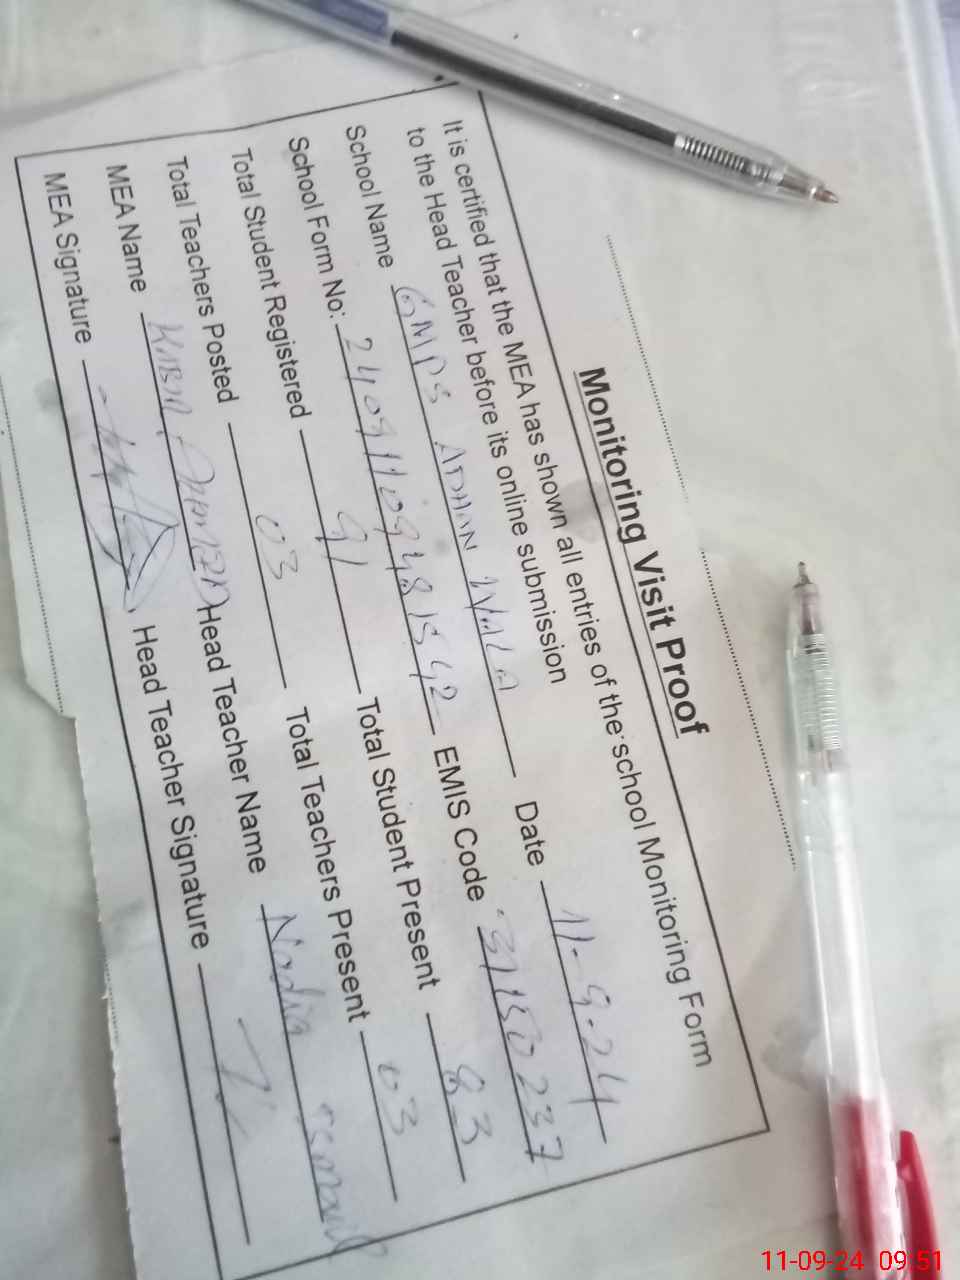 Monitoring Visit Proof
It is certified that the MEA has shown all entries of the school Monitoring Form
to the Head Teacher before its online submission
School Name GMPS ADHAN WALA Date 11-9-24
School Form No: 24091109481542 EMIS Code 37150237
Total Student Registered 91 Total Student Present 83
Total Teachers Posted 03 Total Teachers Present 03
MEA Name Head Teacher Name Nadia
MEA Signature Head Teacher Signature
11-09-24 09:51